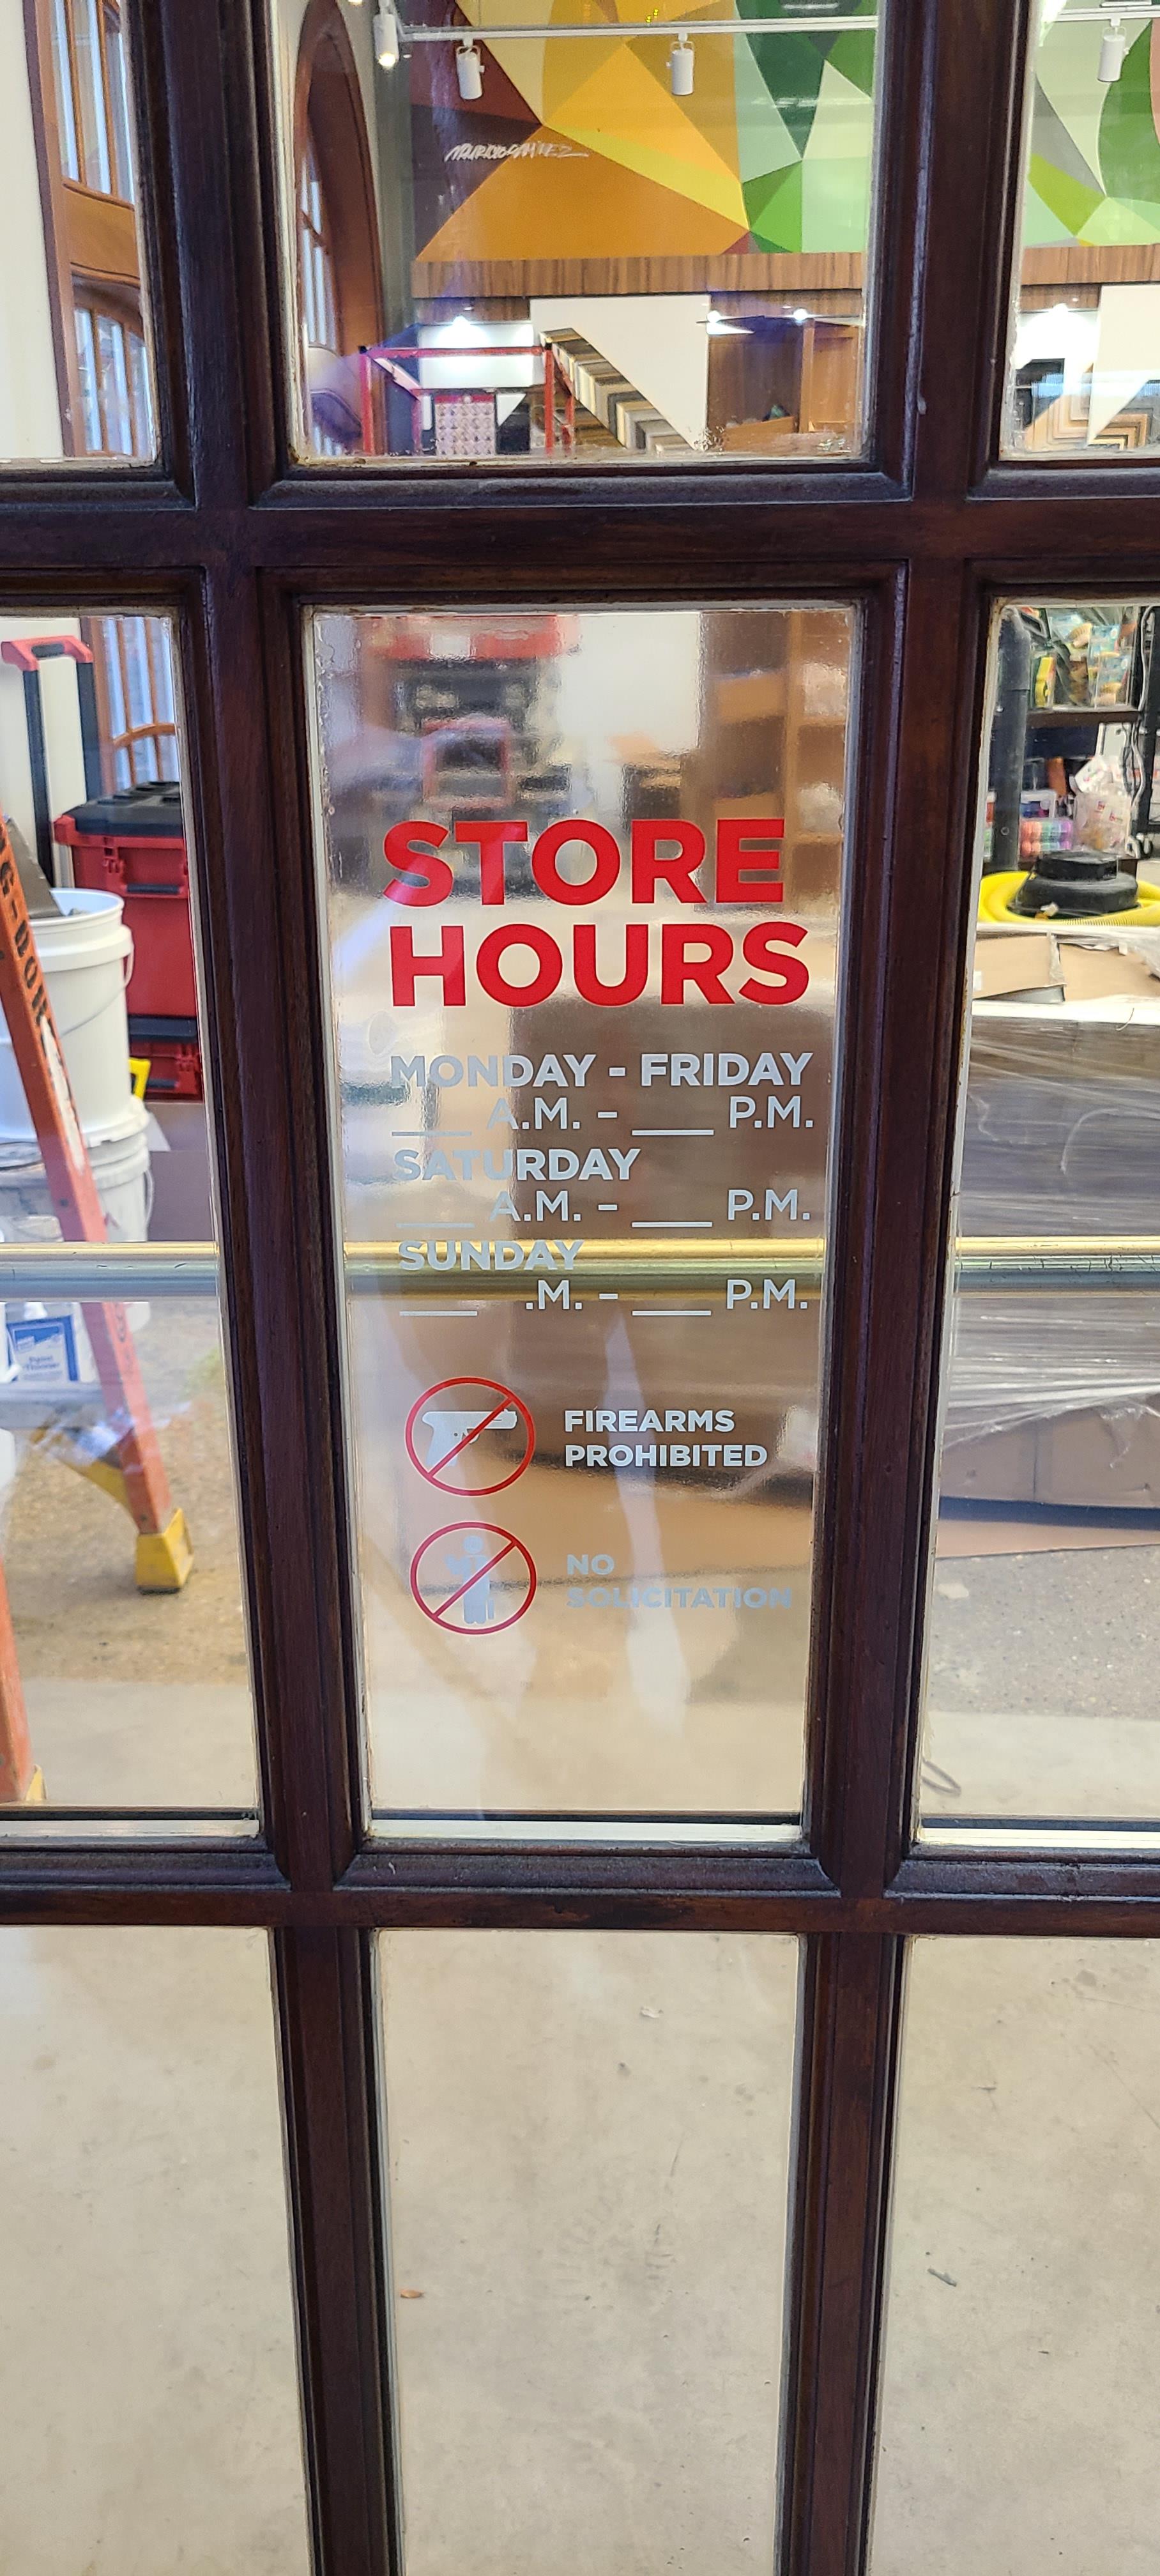 STORE
HOURS
MONDAY - FRIDAY
___ A.M. - ___ P.M.
SATURDAY
___ A.M. - ___ P.M.
SUNDAY
___ .M. - ___ P.M.
FIREARMS
PROHIBITED
NO
SOLICITATION